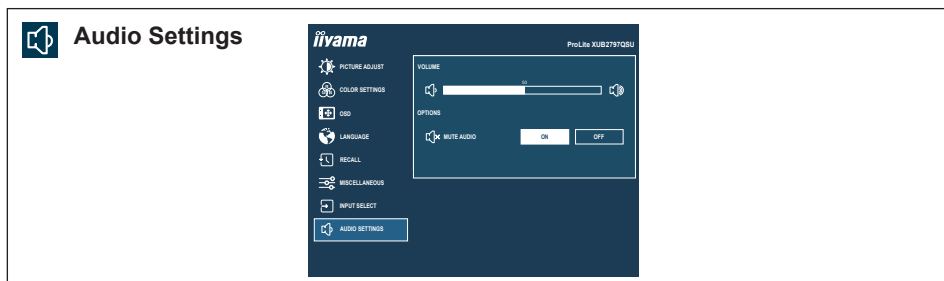 Audio Settings
iiyama
ProLite XUB2797QSU
PICTURE ADJUST
COLOR SETTINGS
OSD
LANGUAGE
RECALL
MISCELLANEOUS
INPUT SELECT
AUDIO SETTINGS
VOLUME
50
OPTIONS
MUTE AUDIO ON OFF